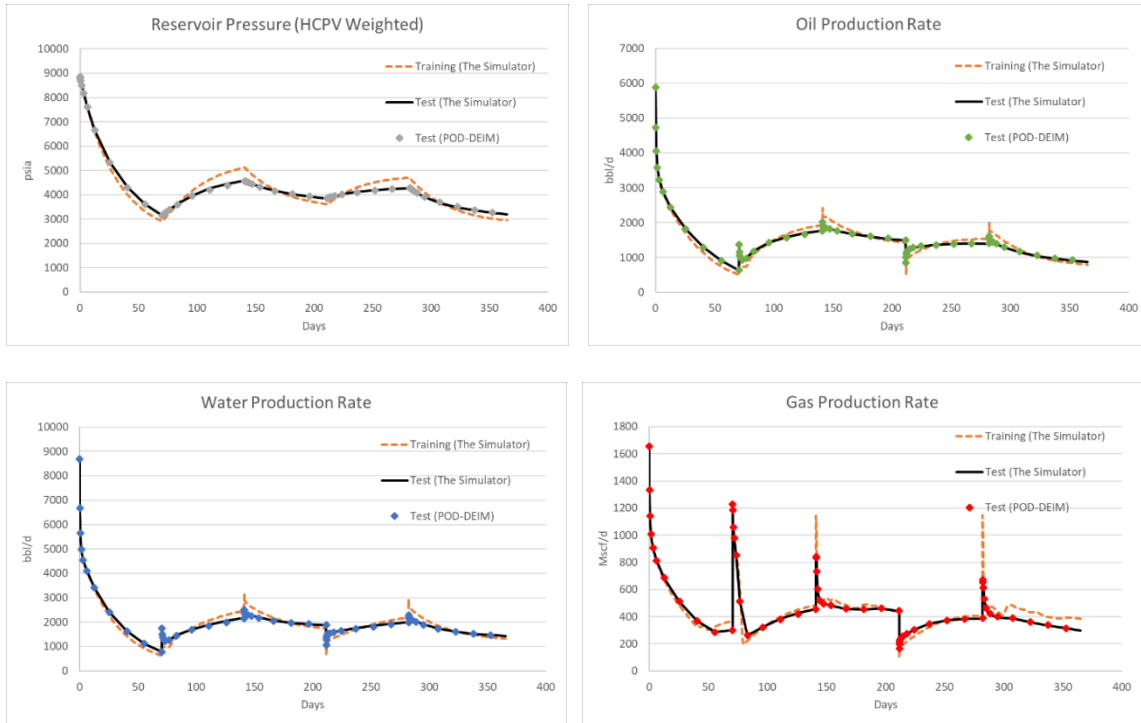 Reservoir Pressure (HCPV Weighted)
10000
9000
8000
7000
6000
5000
4000
3000
2000
1000
0
psia
0 50 100 150 200 250 300 350 400
Days
Training (The Simulator)
Test (The Simulator)
Test (POD-DEIM)
Oil Production Rate
7000
6000
5000
4000
3000
2000
1000
0
bbl/d
0 50 100 150 200 250 300 350 400
Days
Training (The Simulator)
Test (The Simulator)
Test (POD-DEIM)
Water Production Rate
10000
9000
8000
7000
6000
5000
4000
3000
2000
1000
0
bbl/d
0 50 100 150 200 250 300 350 400
Days
Training (The Simulator)
Test (The Simulator)
Test (POD-DEIM)
Gas Production Rate
1800
1600
1400
1200
1000
800
600
400
200
0
Mscf/d
0 50 100 150 200 250 300 350 400
Days
Training (The Simulator)
Test (The Simulator)
Test (POD-DEIM)